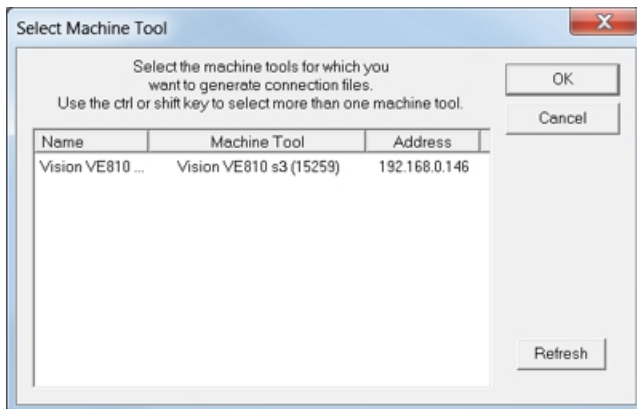 Select Machine Tool
Select the machine tools for which you
want to generate connection files.
Use the ctrl or shift key to select more than one machine tool.
OK
Cancel
Name Machine Tool Address
Vision VE810 ... Vision VE810 s3 (15259) 192.168.0.146
Refresh